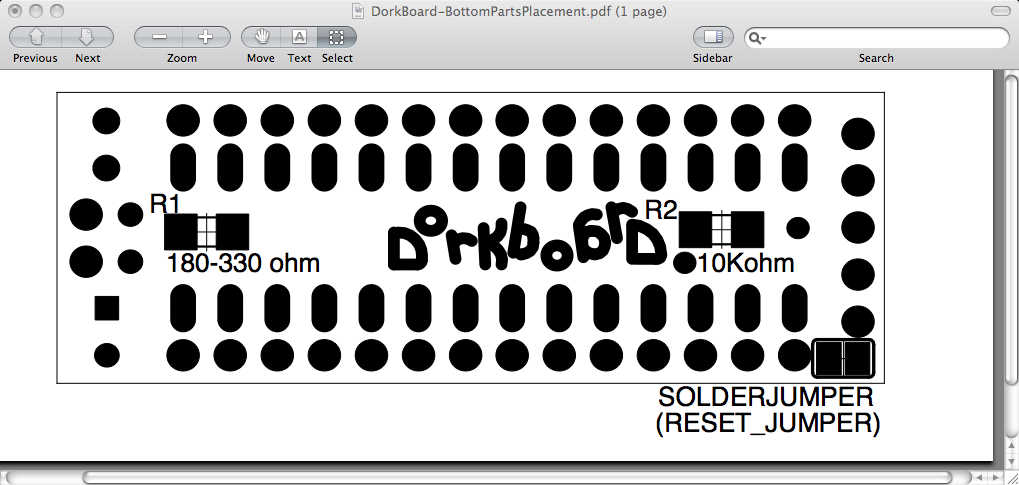 DorkBoard-BottomPartsPlacement.pdf (1 page)
Previous Next Zoom Move Text Select Sidebar Search
A
R1
180-330 ohm
DorkboarD
R2
10Kohm
SOLDERJUMPER
(RESET_JUMPER)